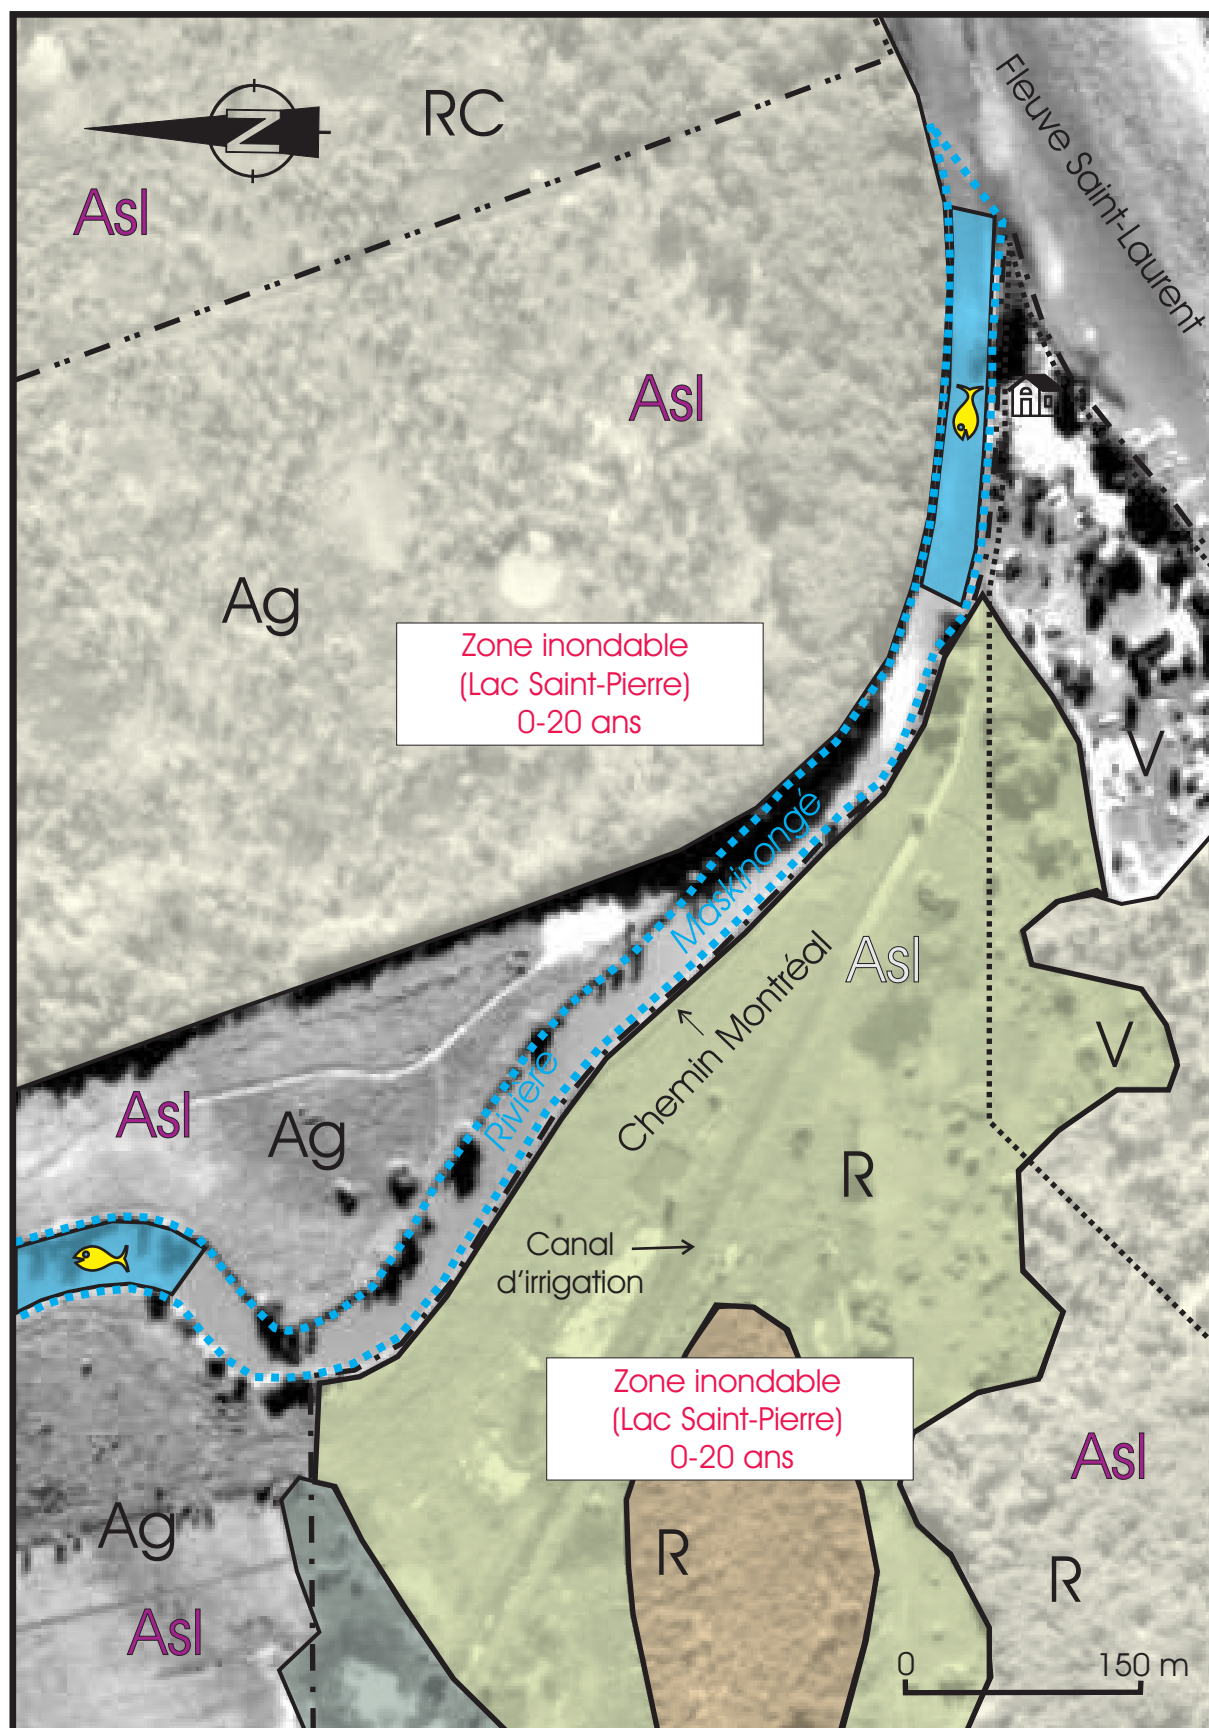 RC
Fleuve Saint-Laurent
N
Asl
Asl
Ag
Zone inondable
(Lac Saint-Pierre)
0-20 ans
V
Maskinongé
Asl
Chemin Montréal
V
Rivière
Asl
Ag
R
Canal
d'irrigation
Zone inondable
(Lac Saint-Pierre)
0-20 ans
Asl
Ag
R
R
Asl
0
150 m